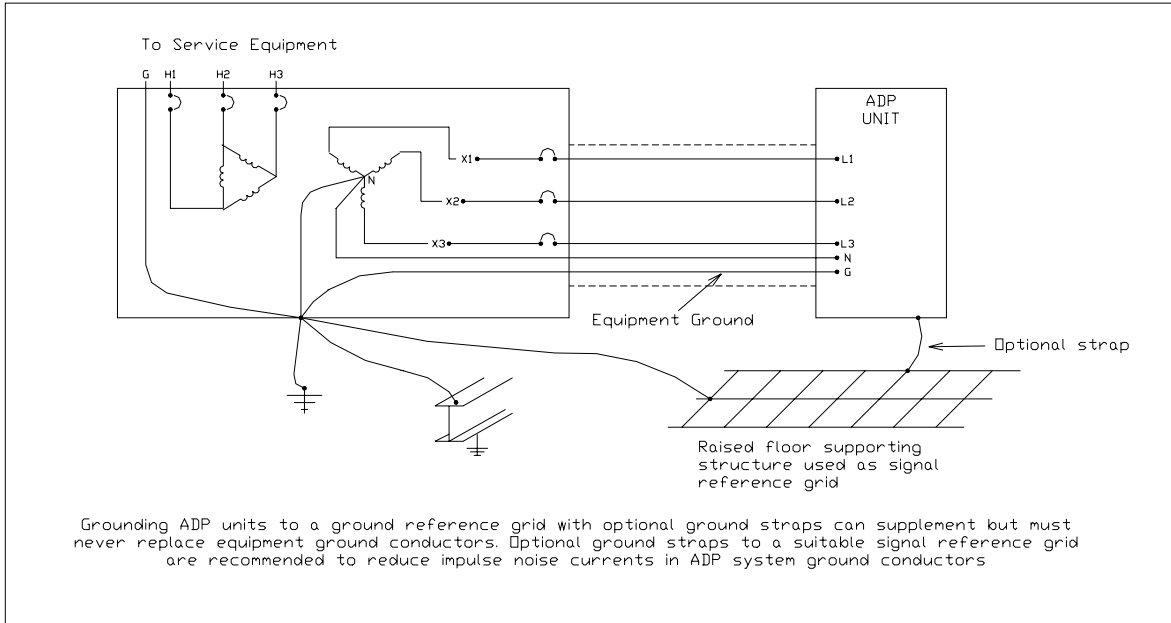 To Service Equipment
G H1 H2 H3
ADP
UNIT
X1 L1
N
X2 L2
X3 L3
N
G
Equipment Ground
Optional strap
Raised floor supporting
structure used as signal
reference grid
Grounding ADP units to a ground reference grid with optional ground straps can supplement but must
never replace equipment ground conductors. Optional ground straps to a suitable signal reference grid
are recommended to reduce impulse noise currents in ADP system ground conductors